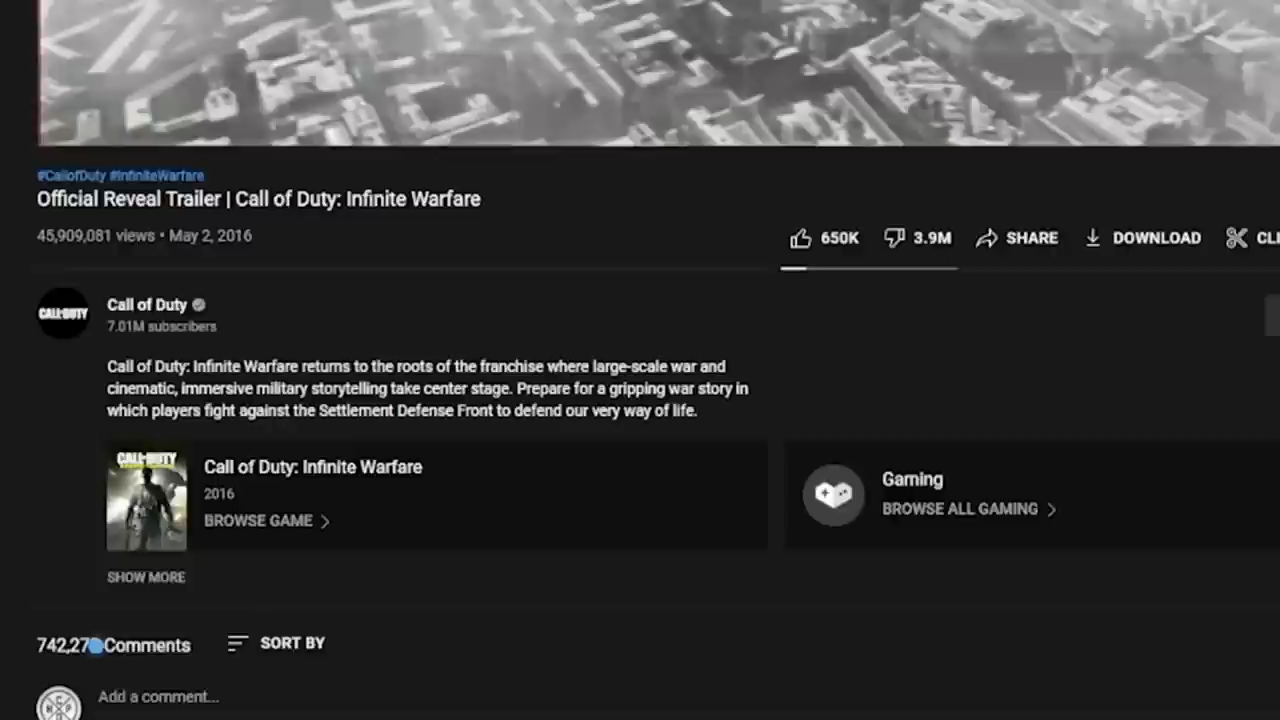 #CallofDuty #InfiniteWarfare
Official Reveal Trailer | Call of Duty: Infinite Warfare
45,909,081 views • May 2, 2016
650K 3.9M SHARE DOWNLOAD
CALL OF DUTY
Call of Duty
7.01M subscribers
Call of Duty: Infinite Warfare returns to the roots of the franchise where large-scale war and
cinematic, immersive military storytelling take center stage. Prepare for a gripping war story in
which players fight against the Settlement Defense Front to defend our very way of life.
CALL OF DUTY
Call of Duty: Infinite Warfare
2016
BROWSE GAME
Gaming
BROWSE ALL GAMING
SHOW MORE
Comments
SORT BY
Add a comment...